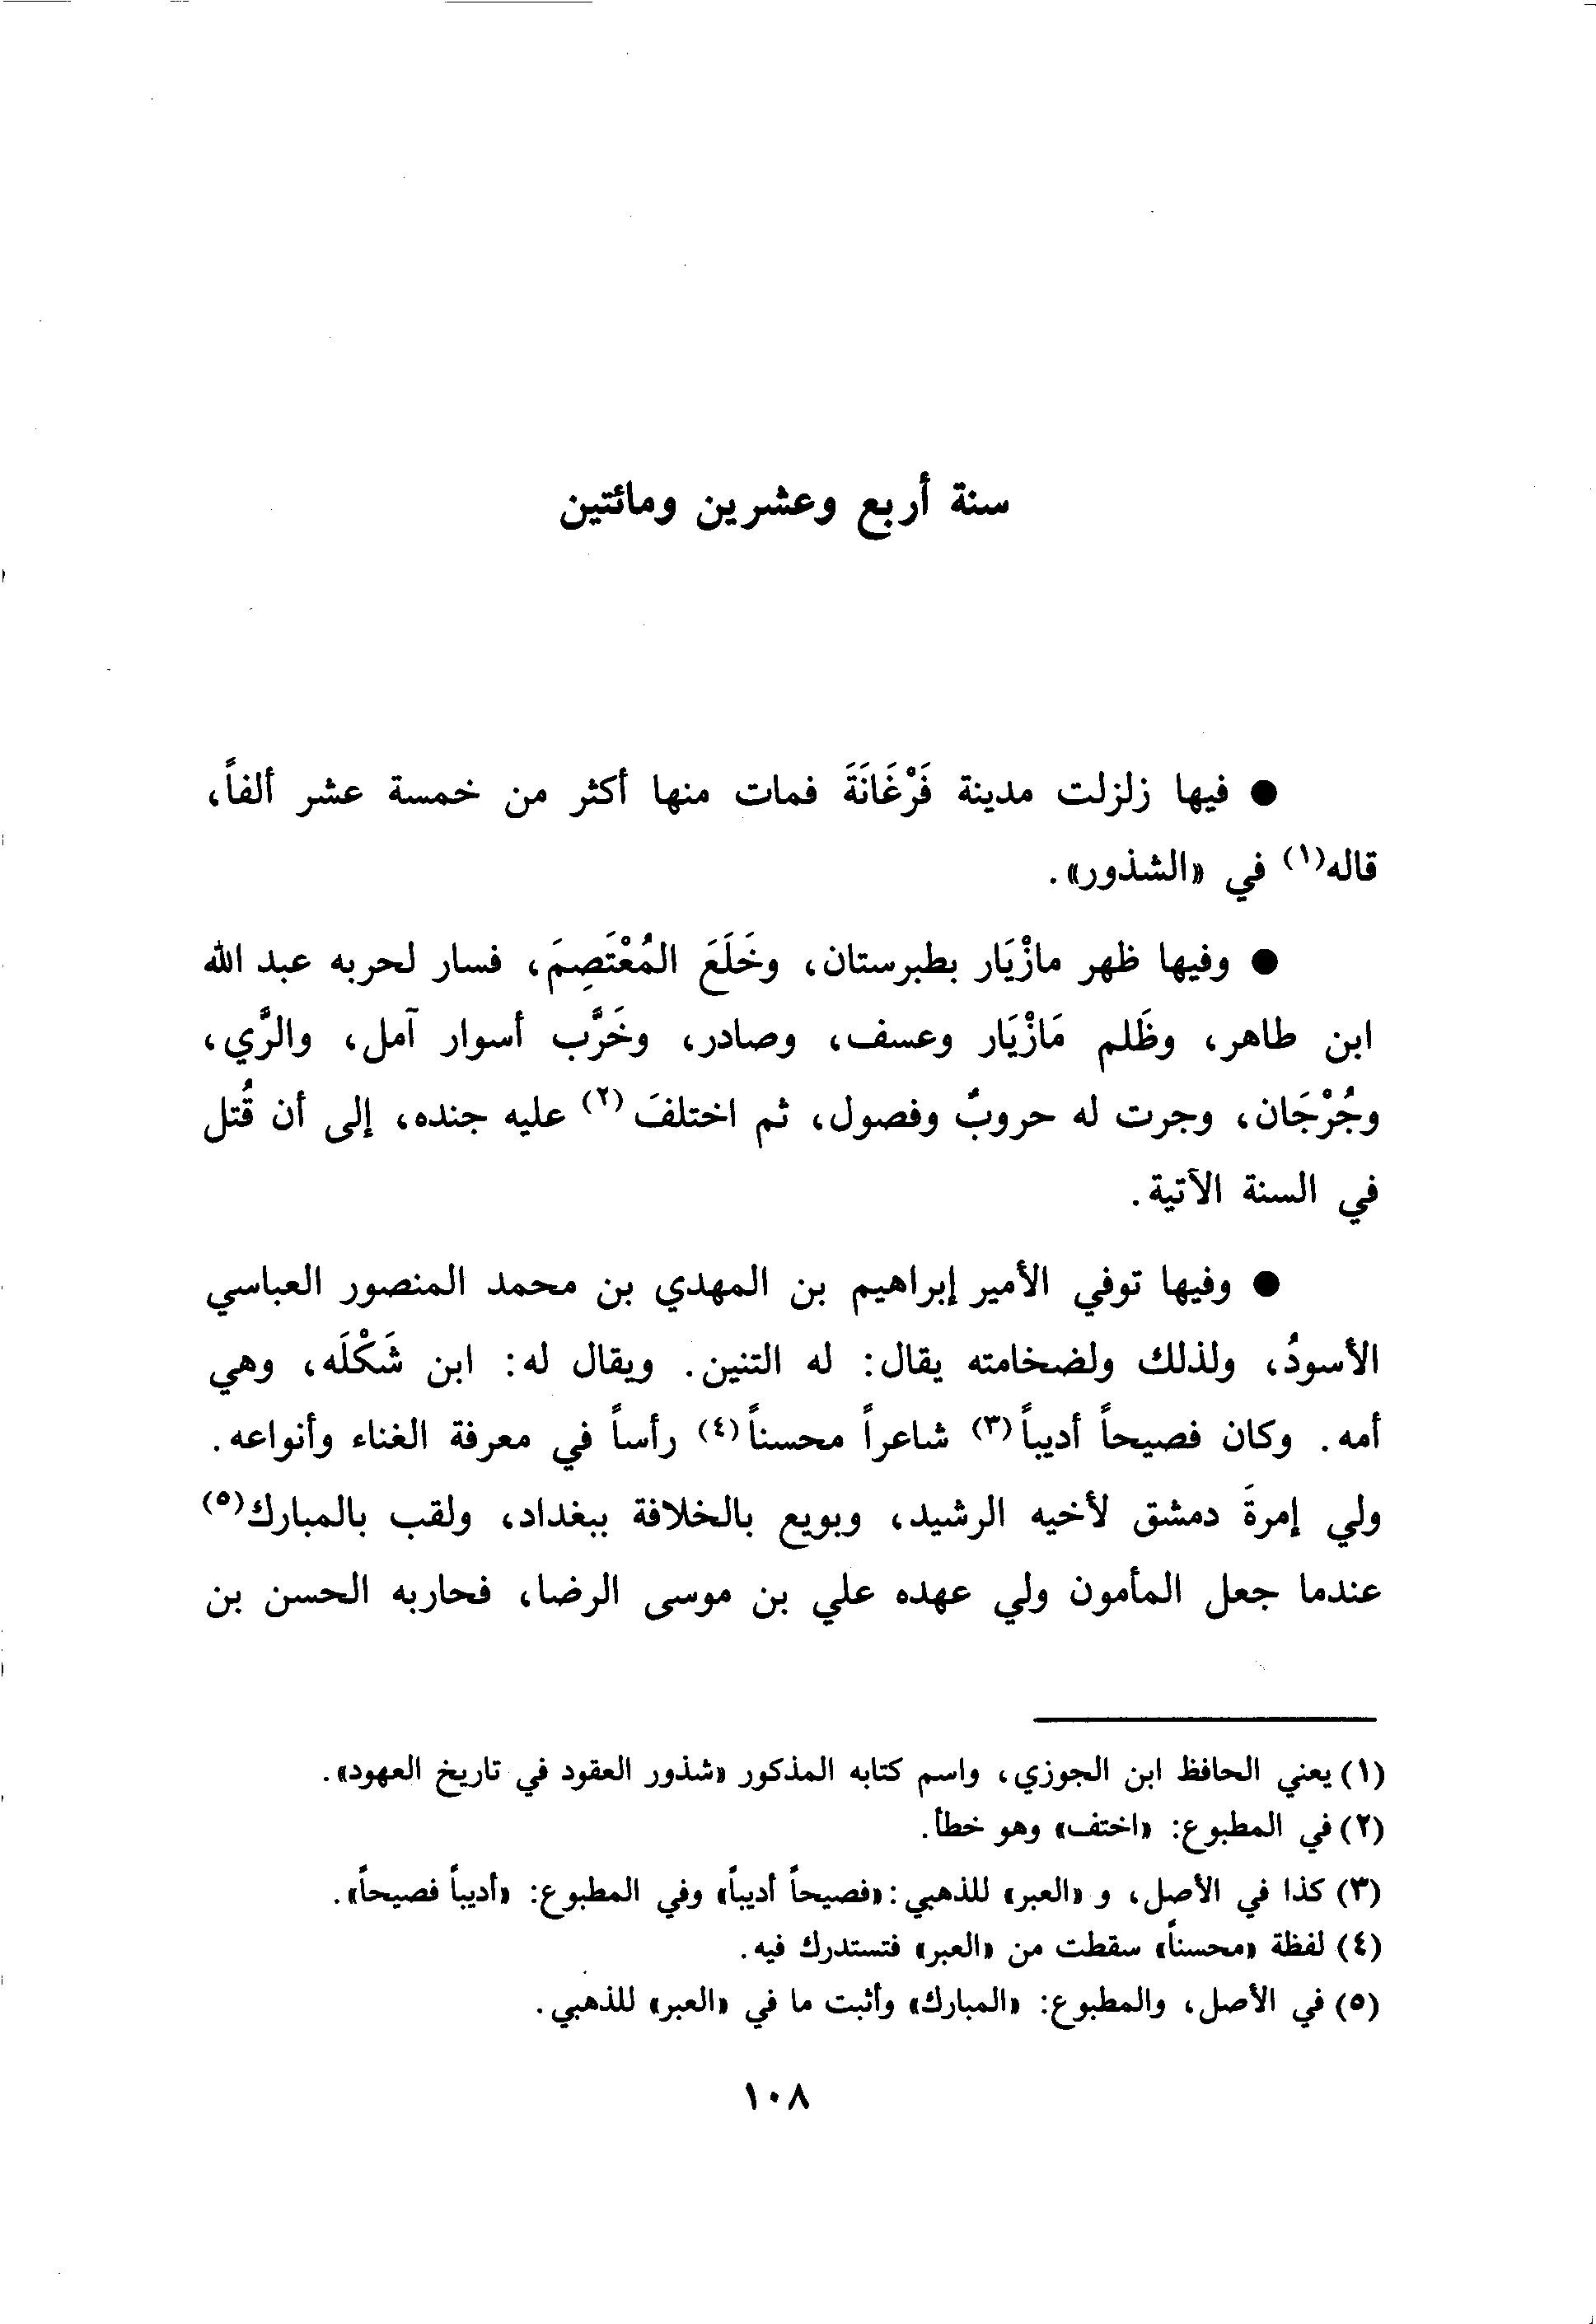 سنة أربع وعشرين ومائتين
● فيها زلزلت مدينة فَرْغَانَةَ فمات منها أكثر من خمسة عشر ألفاً،
قاله(١) في «الشذور».
● وفيها ظهر مازْيَار بطبرستان، وخَلَعَ المُعْتَصِمَ، فسار لحربه عبد الله
ابن طاهر، وظَلم مَازْيَار وعسف، وصادر، وخَرَّب أسوار آمل، والرَّي،
وجُرْجَان، وجرت له حروبٌ وفصول، ثم اختلفَ(٢) عليه جنده، إلى أن قُتل
في السنة الآتية.
● وفيها توفي الأمير إبراهيم بن المهدي بن محمد المنصور العباسي
الأسودُ، ولذلك ولضخامته يقال: له التنين. ويقال له: ابن شَكْلَه، وهي
أمه. وكان فصيحاً أديباً(٣) شاعراً محسناً(٤) رأساً في معرفة الغناء وأنواعه.
ولي إمرةَ دمشق لأخيه الرشيد، وبويع بالخلافة ببغداد، ولقب بالمبارك(٥)
عندما جعل المأمون ولي عهده علي بن موسى الرضا، فحاربه الحسن بن
(١) يعني الحافظ ابن الجوزي، واسم كتابه المذكور «شذور العقود في تاريخ العهود».
(٢) في المطبوع: «اختف» وهو خطأ.
(٣) كذا في الأصل، و «العبر» للذهبي: «فصيحاً أديباً» وفي المطبوع: «أديباً فصيحاً».
(٤) لفظة «محسناً» سقطت من «العبر» فتستدرك فيه.
(٥) في الأصل، والمطبوع: «المبارك» وأثبت ما في «العبر» للذهبي.
١٠٨